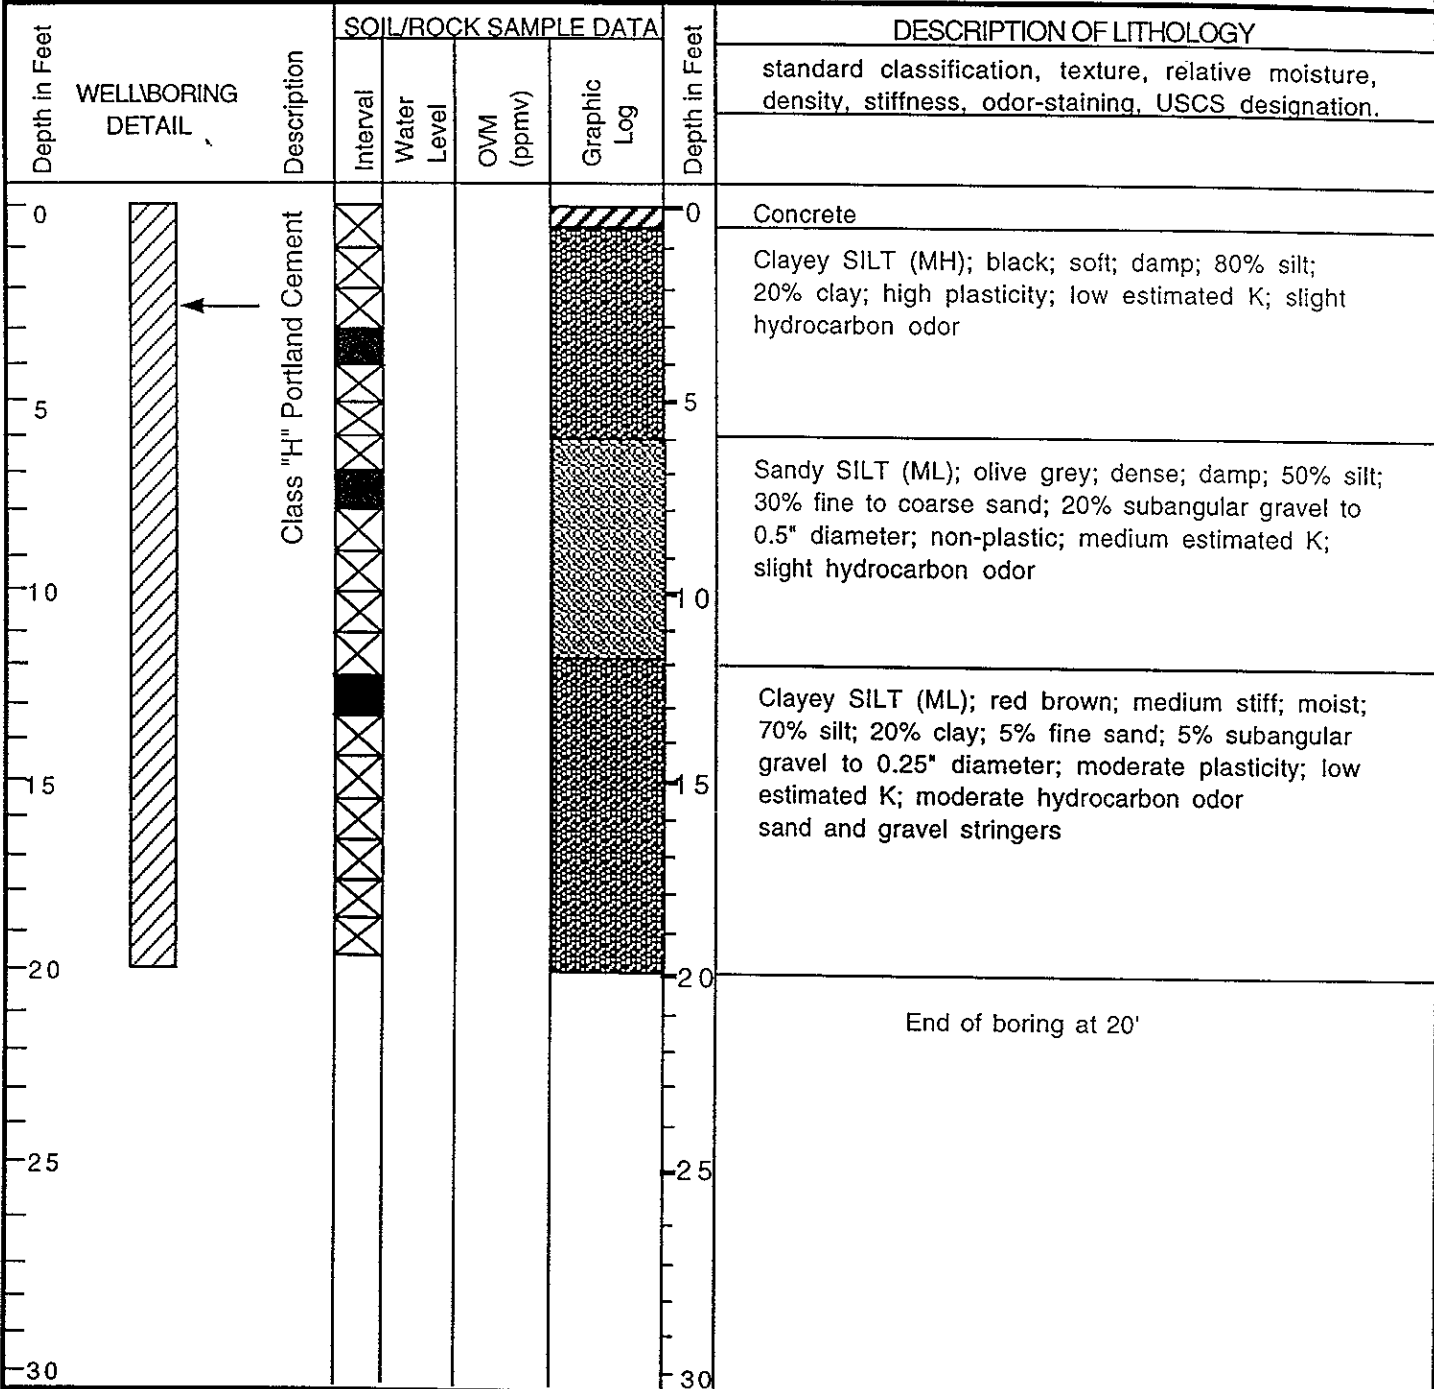 Depth in Feet
WELL\BORING
DETAIL
Description
SOIL/ROCK SAMPLE DATA
Interval
Water
Level
OVM
(ppmv)
Graphic
Log
Depth in Feet
DESCRIPTION OF LITHOLOGY
standard classification, texture, relative moisture,
density, stiffness, odor-staining, USCS designation.
0
5
10
15
20
25
30
Class "H" Portland Cement
0
5
10
15
20
25
30
Concrete
Clayey SILT (MH); black; soft; damp; 80% silt;
20% clay; high plasticity; low estimated K; slight
hydrocarbon odor
Sandy SILT (ML); olive grey; dense; damp; 50% silt;
30% fine to coarse sand; 20% subangular gravel to
0.5" diameter; non-plastic; medium estimated K;
slight hydrocarbon odor
Clayey SILT (ML); red brown; medium stiff; moist;
70% silt; 20% clay; 5% fine sand; 5% subangular
gravel to 0.25" diameter; moderate plasticity; low
estimated K; moderate hydrocarbon odor
sand and gravel stringers
End of boring at 20'